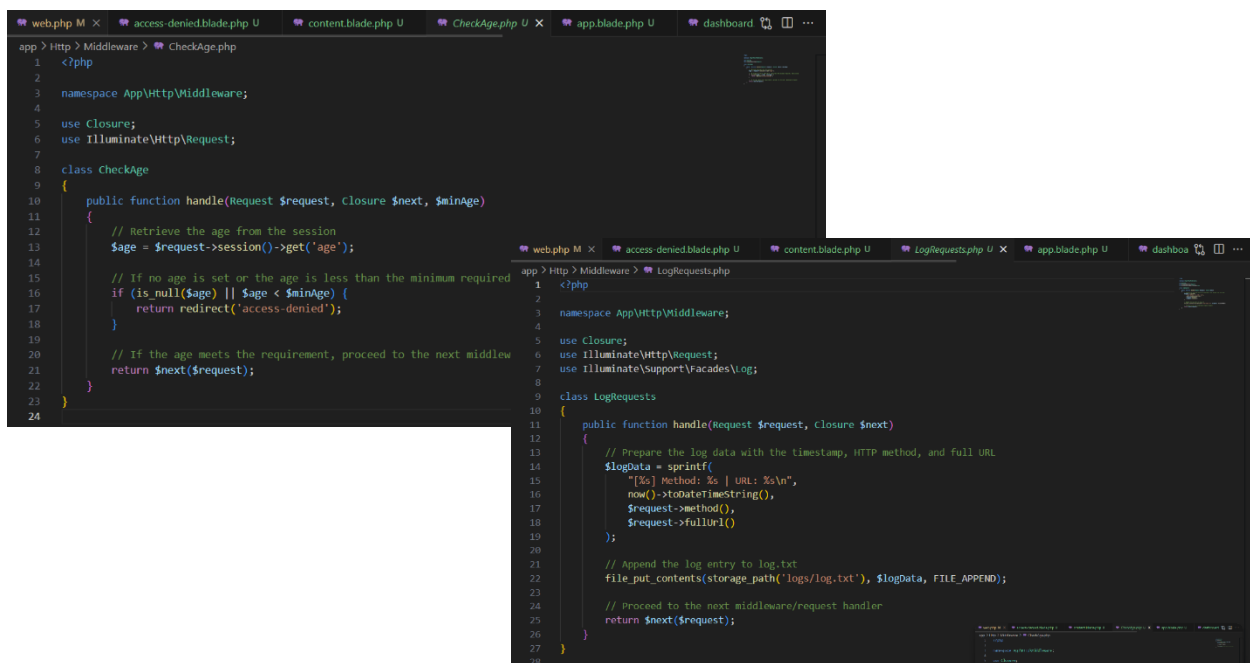 web.php M access-denied.blade.php U content.blade.php U CheckAge.php U app.blade.php U dashboard
app > Http > Middleware > CheckAge.php
1 <?php
2
3 namespace App\Http\Middleware;
4
5 use Closure;
6 use Illuminate\Http\Request;
7
8 class CheckAge
9 {
10 public function handle(Request $request, Closure $next, $minAge)
11 {
12 // Retrieve the age from the session
13 $age = $request->session()->get('age');
14
15 // If no age is set or the age is less than the minimum required
16 if (is_null($age) || $age < $minAge) {
17 return redirect('access-denied');
18 }
19
20 // If the age meets the requirement, proceed to the next middlew
21 return $next($request);
22 }
23 }
24
web.php M access-denied.blade.php U content.blade.php U LogRequests.php U app.blade.php U dashboa
app > Http > Middleware > LogRequests.php
1 <?php
2
3 namespace App\Http\Middleware;
4
5 use Closure;
6 use Illuminate\Http\Request;
7 use Illuminate\Support\Facades\Log;
8
9 class LogRequests
10 {
11 public function handle(Request $request, Closure $next)
12 {
13 // Prepare the log data with the timestamp, HTTP method, and full URL
14 $logData = sprintf(
15 "[%s] Method: %s | URL: %s\n",
16 now()->toDateTimeString(),
17 $request->method(),
18 $request->fullUrl()
19 );
20
21 // Append the log entry to log.txt
22 file_put_contents(storage_path('logs/log.txt'), $logData, FILE_APPEND);
23
24 // Proceed to the next middleware/request handler
25 return $next($request);
26 }
27 }
28